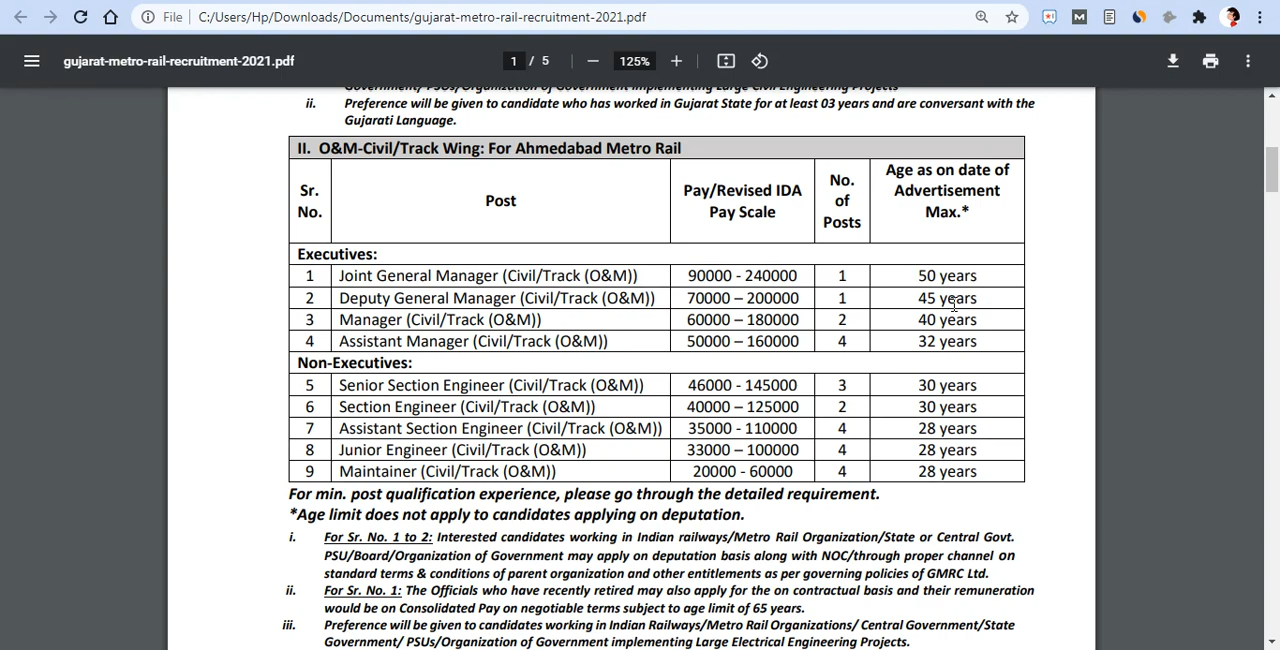 File | C:/Users/Hp/Downloads/Documents/gujarat-metro-rail-recruitment-2021.pdf
gujarat-metro-rail-recruitment-2021.pdf 1 / 5 125%
Government/ PSUs/Organization of Government implementing Large Civil Engineering Projects
ii. Preference will be given to candidate who has worked in Gujarat State for at least 03 years and are conversant with the
Gujarati Language.
II. O&M-Civil/Track Wing: For Ahmedabad Metro Rail
Sr. No. Post Pay/Revised IDA Pay Scale No. of Posts Age as on date of Advertisement Max.*
Executives:
1 Joint General Manager (Civil/Track (O&M)) 90000 - 240000 1 50 years
2 Deputy General Manager (Civil/Track (O&M)) 70000 – 200000 1 45 years
3 Manager (Civil/Track (O&M)) 60000 – 180000 2 40 years
4 Assistant Manager (Civil/Track (O&M)) 50000 – 160000 4 32 years
Non-Executives:
5 Senior Section Engineer (Civil/Track (O&M)) 46000 - 145000 3 30 years
6 Section Engineer (Civil/Track (O&M)) 40000 – 125000 2 30 years
7 Assistant Section Engineer (Civil/Track (O&M)) 35000 - 110000 4 28 years
8 Junior Engineer (Civil/Track (O&M)) 33000 – 100000 4 28 years
9 Maintainer (Civil/Track (O&M)) 20000 - 60000 4 28 years
For min. post qualification experience, please go through the detailed requirement.
*Age limit does not apply to candidates applying on deputation.
i. For Sr. No. 1 to 2: Interested candidates working in Indian railways/Metro Rail Organization/State or Central Govt.
PSU/Board/Organization of Government may apply on deputation basis along with NOC/through proper channel on
standard terms & conditions of parent organization and other entitlements as per governing policies of GMRC Ltd.
ii. For Sr. No. 1: The Officials who have recently retired may also apply for the on contractual basis and their remuneration
would be on Consolidated Pay on negotiable terms subject to age limit of 65 years.
iii. Preference will be given to candidates working in Indian Railways/Metro Rail Organizations/ Central Government/State
Government/ PSUs/Organization of Government implementing Large Electrical Engineering Projects.